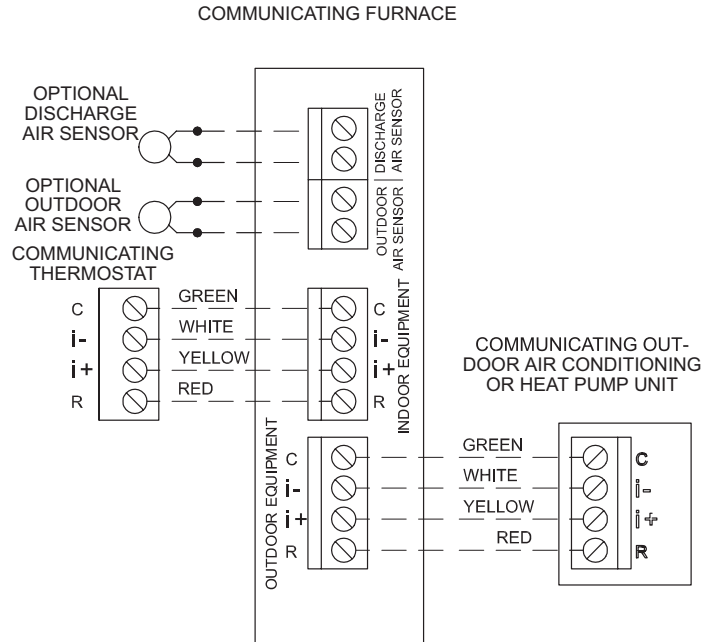 COMMUNICATING FURNACE
OPTIONAL
DISCHARGE
AIR SENSOR
DISCHARGE
AIR SENSOR
OPTIONAL
OUTDOOR
AIR SENSOR
OUTDOOR
AIR SENSOR
COMMUNICATING
THERMOSTAT
C GREEN C
i- WHITE i-
i+ YELLOW i+
R RED R
INDOOR EQUIPMENT
COMMUNICATING OUT-
DOOR AIR CONDITIONING
OR HEAT PUMP UNIT
OUTDOOR EQUIPMENT
C GREEN C
i- WHITE i-
i+ YELLOW i+
R RED R